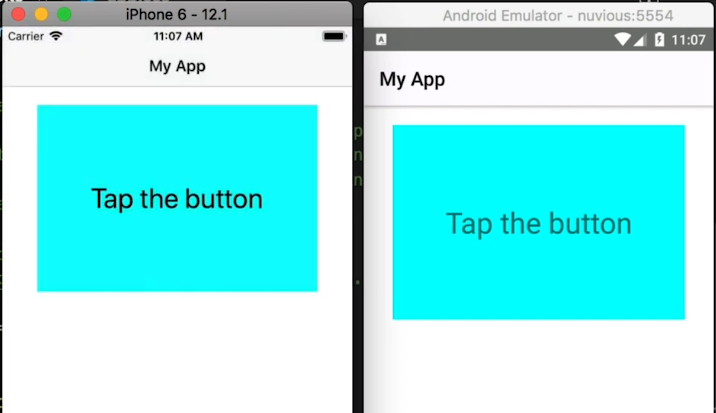 iPhone 6 - 12.1
Carrier
11:07 AM
My App
Tap the button
Android Emulator - nuvious:5554
A
11:07
My App
Tap the button